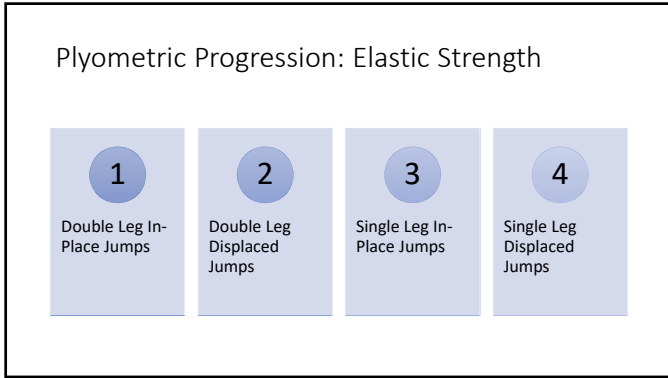 Plyometric Progression: Elastic Strength
1
Double Leg In-
Place Jumps
2
Double Leg
Displaced
Jumps
3
Single Leg In-
Place Jumps
4
Single Leg
Displaced
Jumps